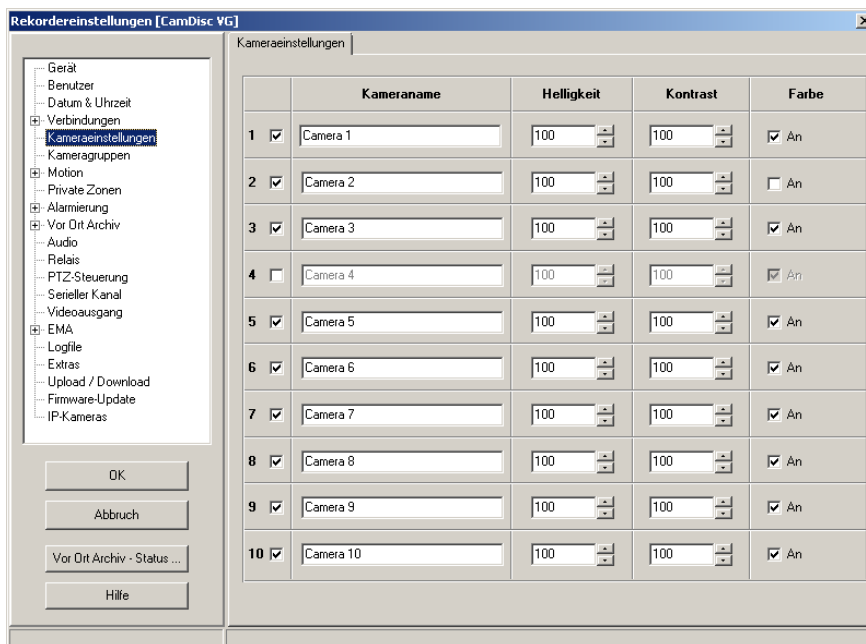 Rekordereinstellungen [CamDisc VG]
Gerät
Benutzer
Datum & Uhrzeit
Verbindungen
Kameraeinstellungen
Kameragruppen
Motion
Private Zonen
Alarmierung
Vor Ort Archiv
Audio
Relais
PTZ-Steuerung
Serieller Kanal
Videoausgang
EMA
Logfile
Extras
Upload / Download
Firmware-Update
IP-Kameras
OK
Abbruch
Vor Ort Archiv - Status ...
Hilfe
Kameraeinstellungen
Kameraname Helligkeit Kontrast Farbe
1 Camera 1 100 100 An
2 Camera 2 100 100 An
3 Camera 3 100 100 An
4 Camera 4 100 100 An
5 Camera 5 100 100 An
6 Camera 6 100 100 An
7 Camera 7 100 100 An
8 Camera 8 100 100 An
9 Camera 9 100 100 An
10 Camera 10 100 100 An